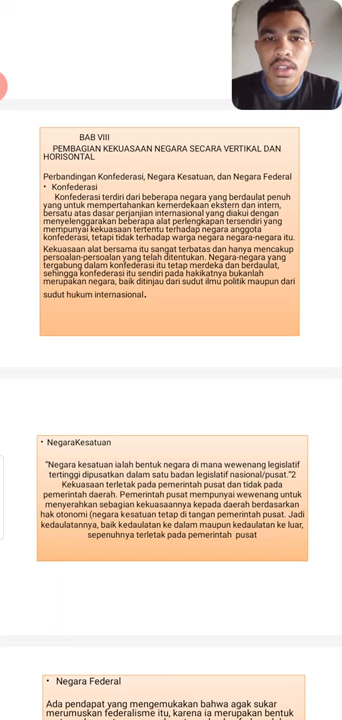 BAB VIII
PEMBAGIAN KEKUASAAN NEGARA SECARA VERTIKAL DAN
HORISONTAL
Perbandingan Konfederasi, Negara Kesatuan, dan Negara Federal
• Konfederasi
Konfederasi terdiri dari beberapa negara yang berdaulat penuh
yang untuk mempertahankan kemerdekaan ekstern dan intern,
bersatu atas dasar perjanjian internasional yang diakui dengan
menyelenggarakan beberapa alat perlengkapan tersendiri yang
mempunyai kekuasaan tertentu terhadap negara anggota
konfederasi, tetapi tidak terhadap warga negara negara-negara itu.
Kekuasaan alat bersama itu sangat terbatas dan hanya mencakup
persoalan-persoalan yang telah ditentukan. Negara-negara yang
tergabung dalam konfederasi itu tetap merdeka dan berdaulat,
sehingga konfederasi itu sendiri pada hakikatnya bukanlah
merupakan negara, baik ditinjau dari sudut ilmu politik maupun dari
sudut hukum internasional.
• NegaraKesatuan
"Negara kesatuan ialah bentuk negara di mana wewenang legislatif
tertinggi dipusatkan dalam satu badan legislatif nasional/pusat."2
Kekuasaan terletak pada pemerintah pusat dan tidak pada
pemerintah daerah. Pemerintah pusat mempunyai wewenang untuk
menyerahkan sebagian kekuasaannya kepada daerah berdasarkan
hak otonomi (negara kesatuan tetap di tangan pemerintah pusat. Jadi
kedaulatannya, baik kedaulatan ke dalam maupun kedaulatan ke luar,
sepenuhnya terletak pada pemerintah pusat
• Negara Federal
Ada pendapat yang mengemukakan bahwa agak sukar
merumuskan federalisme itu, karena ia merupakan bentuk